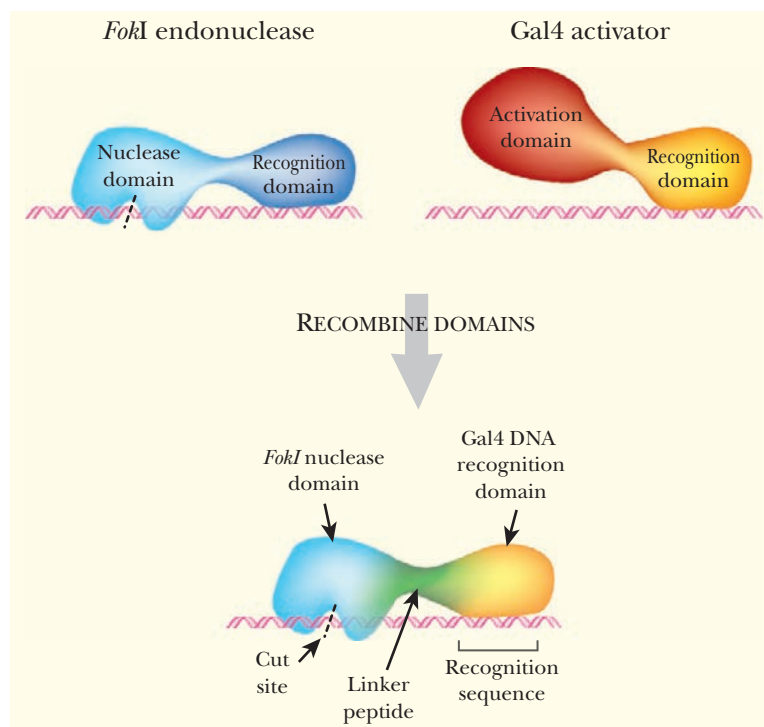 FokI endonuclease
Gal4 activator
Nuclease
domain
Recognition
domain
Activation
domain
Recognition
domain
RECOMBINE DOMAINS
FokI nuclease
domain
Gal4 DNA
recognition
domain
Cut
site
Linker
peptide
Recognition
sequence